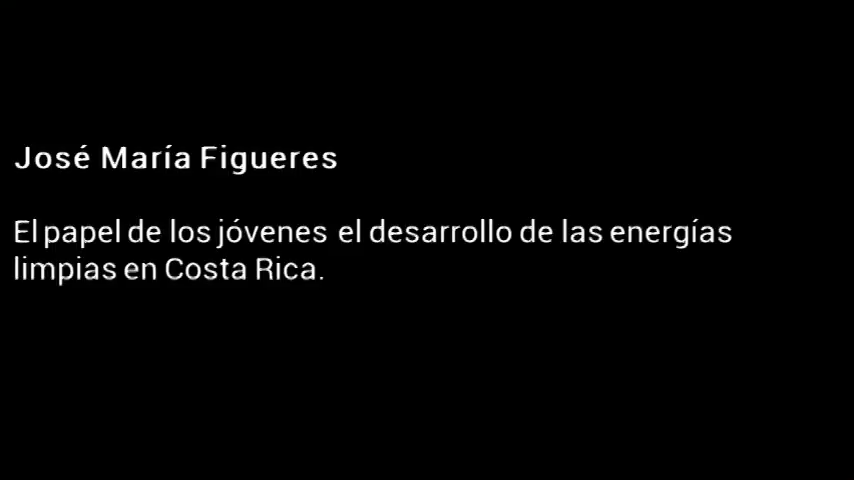 José María Figueres
El papel de los jóvenes el desarrollo de las energías
limpias en Costa Rica.